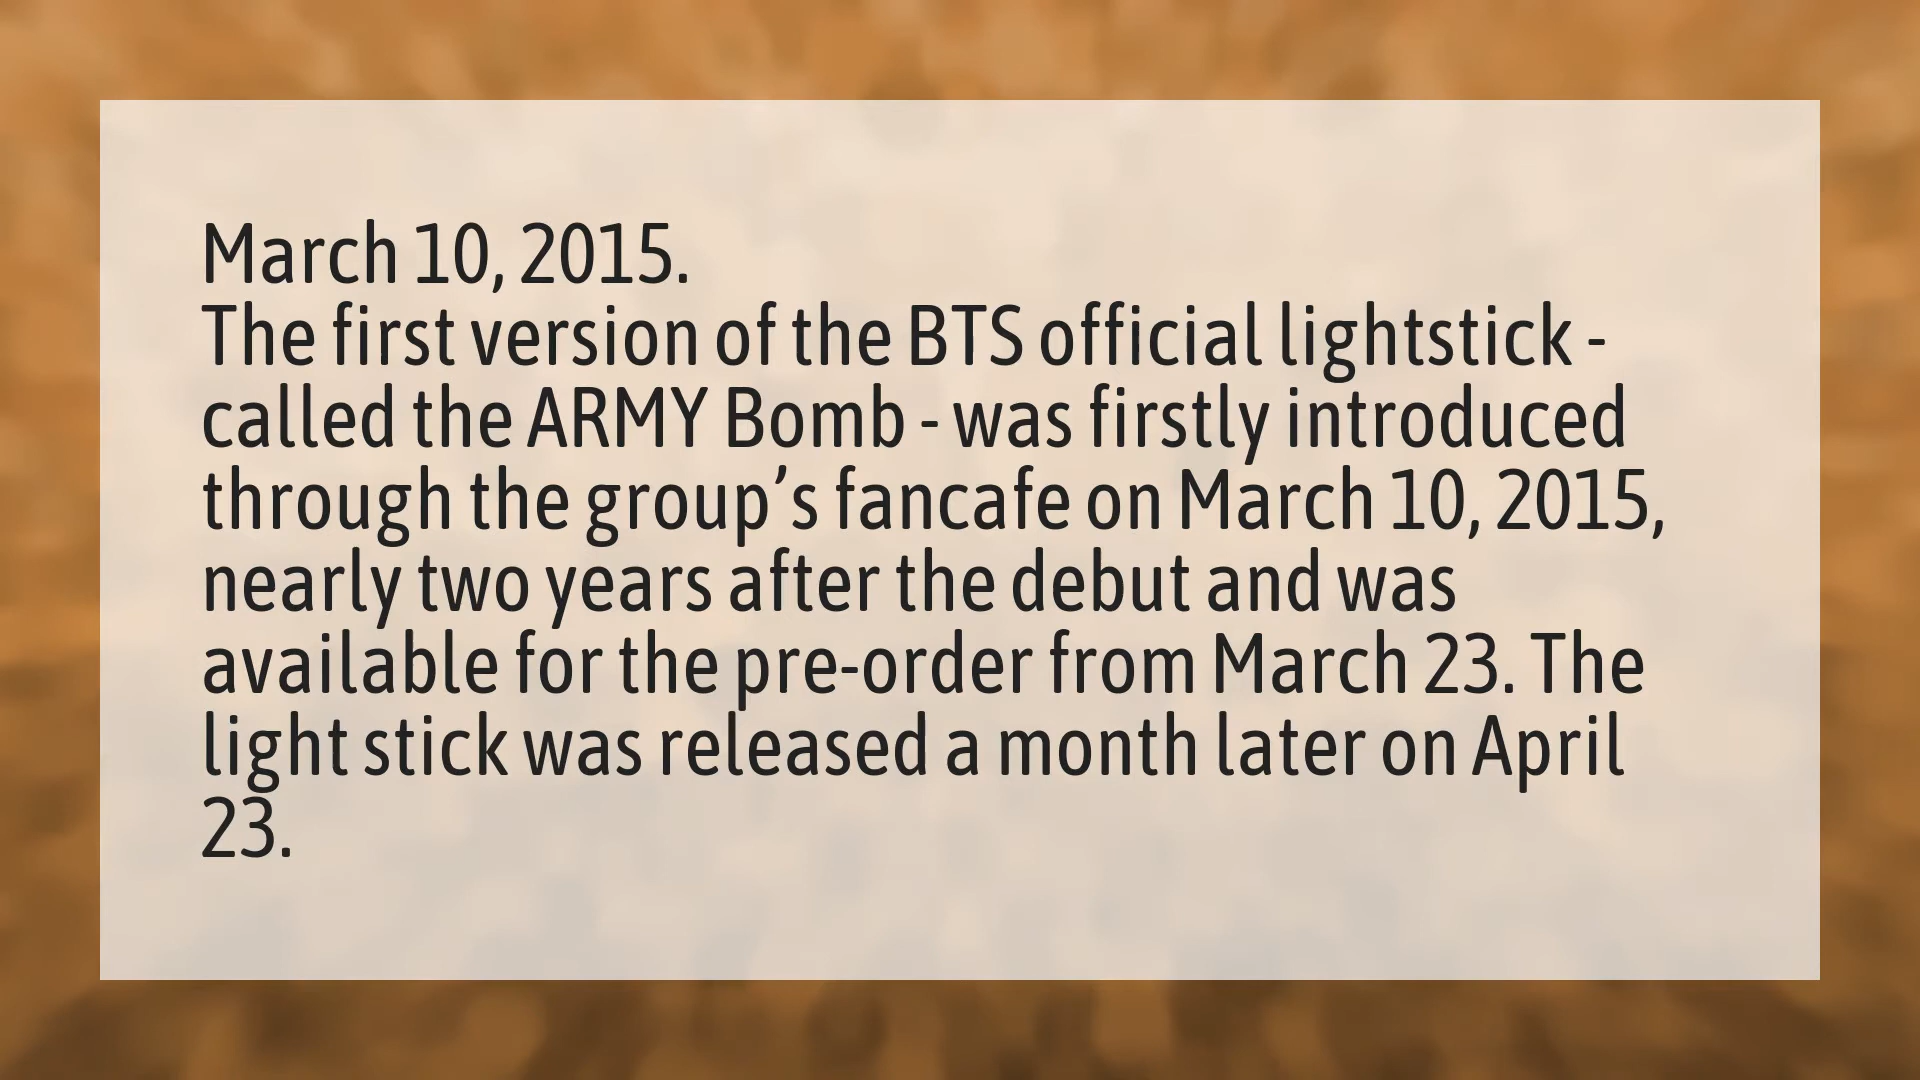 March 10, 2015.
The first version of the BTS official lightstick -
called the ARMY Bomb - was firstly introduced
through the group’s fancafe on March 10, 2015,
nearly two years after the debut and was
available for the pre-order from March 23. The
light stick was released a month later on April
23.